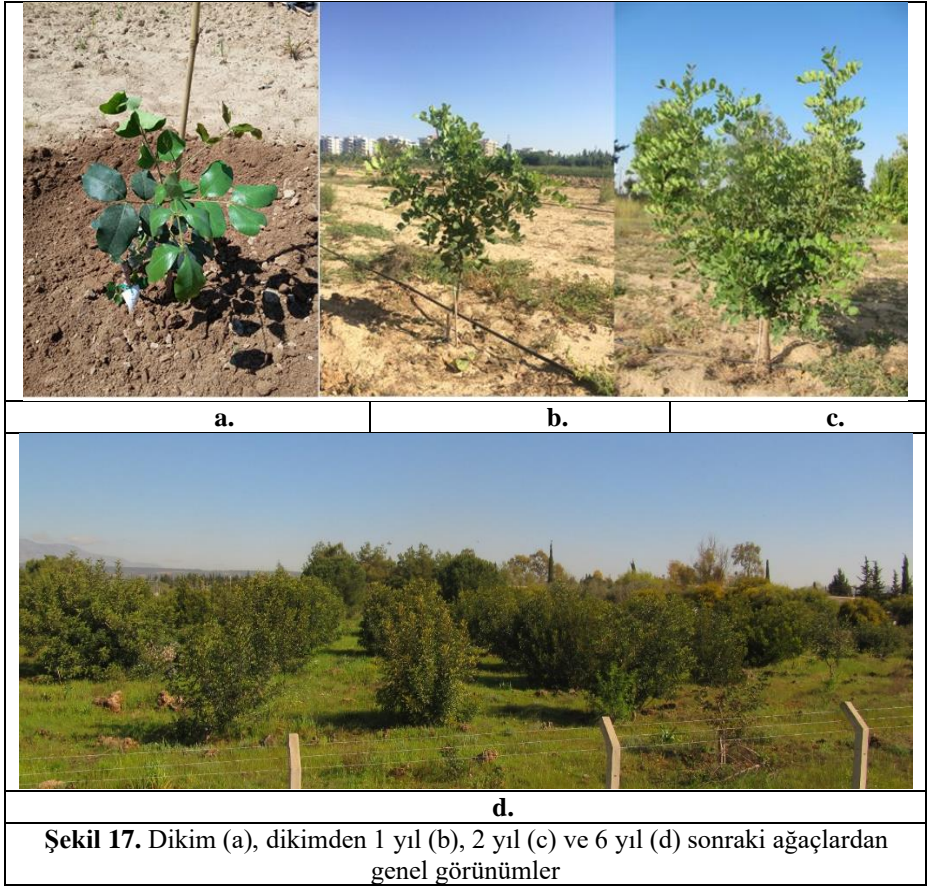 a. b. c.
d.
Şekil 17. Dikim (a), dikimden 1 yıl (b), 2 yıl (c) ve 6 yıl (d) sonraki ağaçlardan
genel görünümler